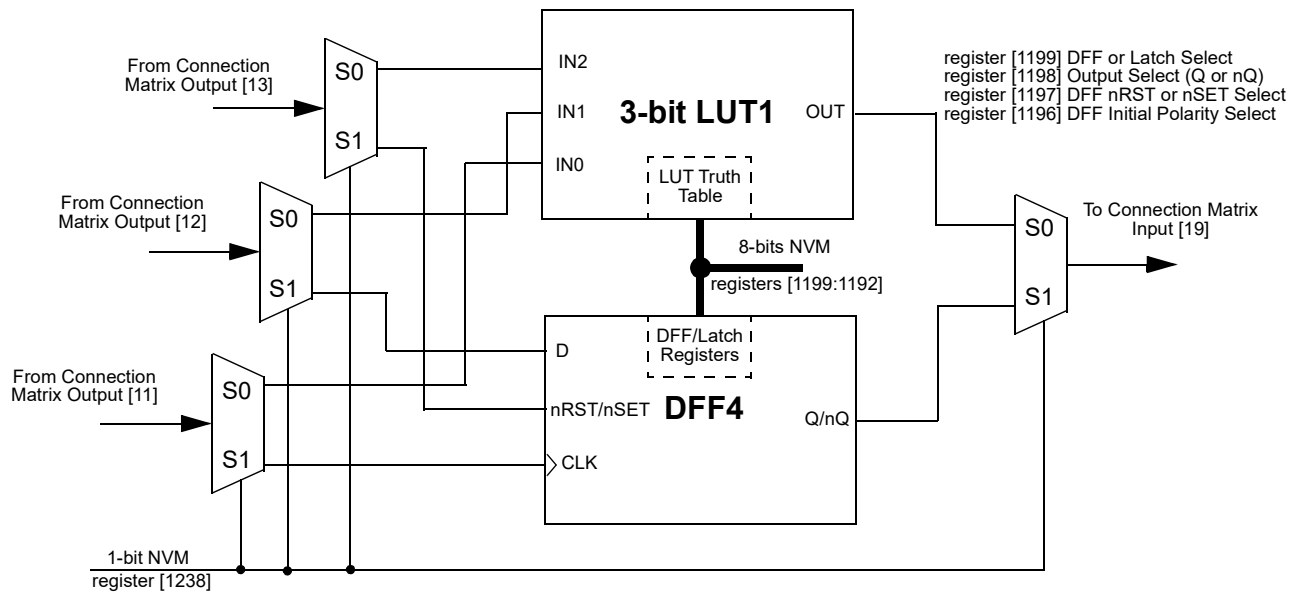 From Connection
Matrix Output [13]
S0
S1
From Connection
Matrix Output [12]
S0
S1
From Connection
Matrix Output [11]
S0
S1
1-bit NVM
register [1238]
IN2
IN1
IN0
3-bit LUT1
OUT
LUT Truth
Table
8-bits NVM
registers [1199:1192]
DFF/Latch
Registers
D
nRST/nSET
CLK
DFF4
Q/nQ
register [1199] DFF or Latch Select
register [1198] Output Select (Q or nQ)
register [1197] DFF nRST or nSET Select
register [1196] DFF Initial Polarity Select
S0
S1
To Connection Matrix
Input [19]